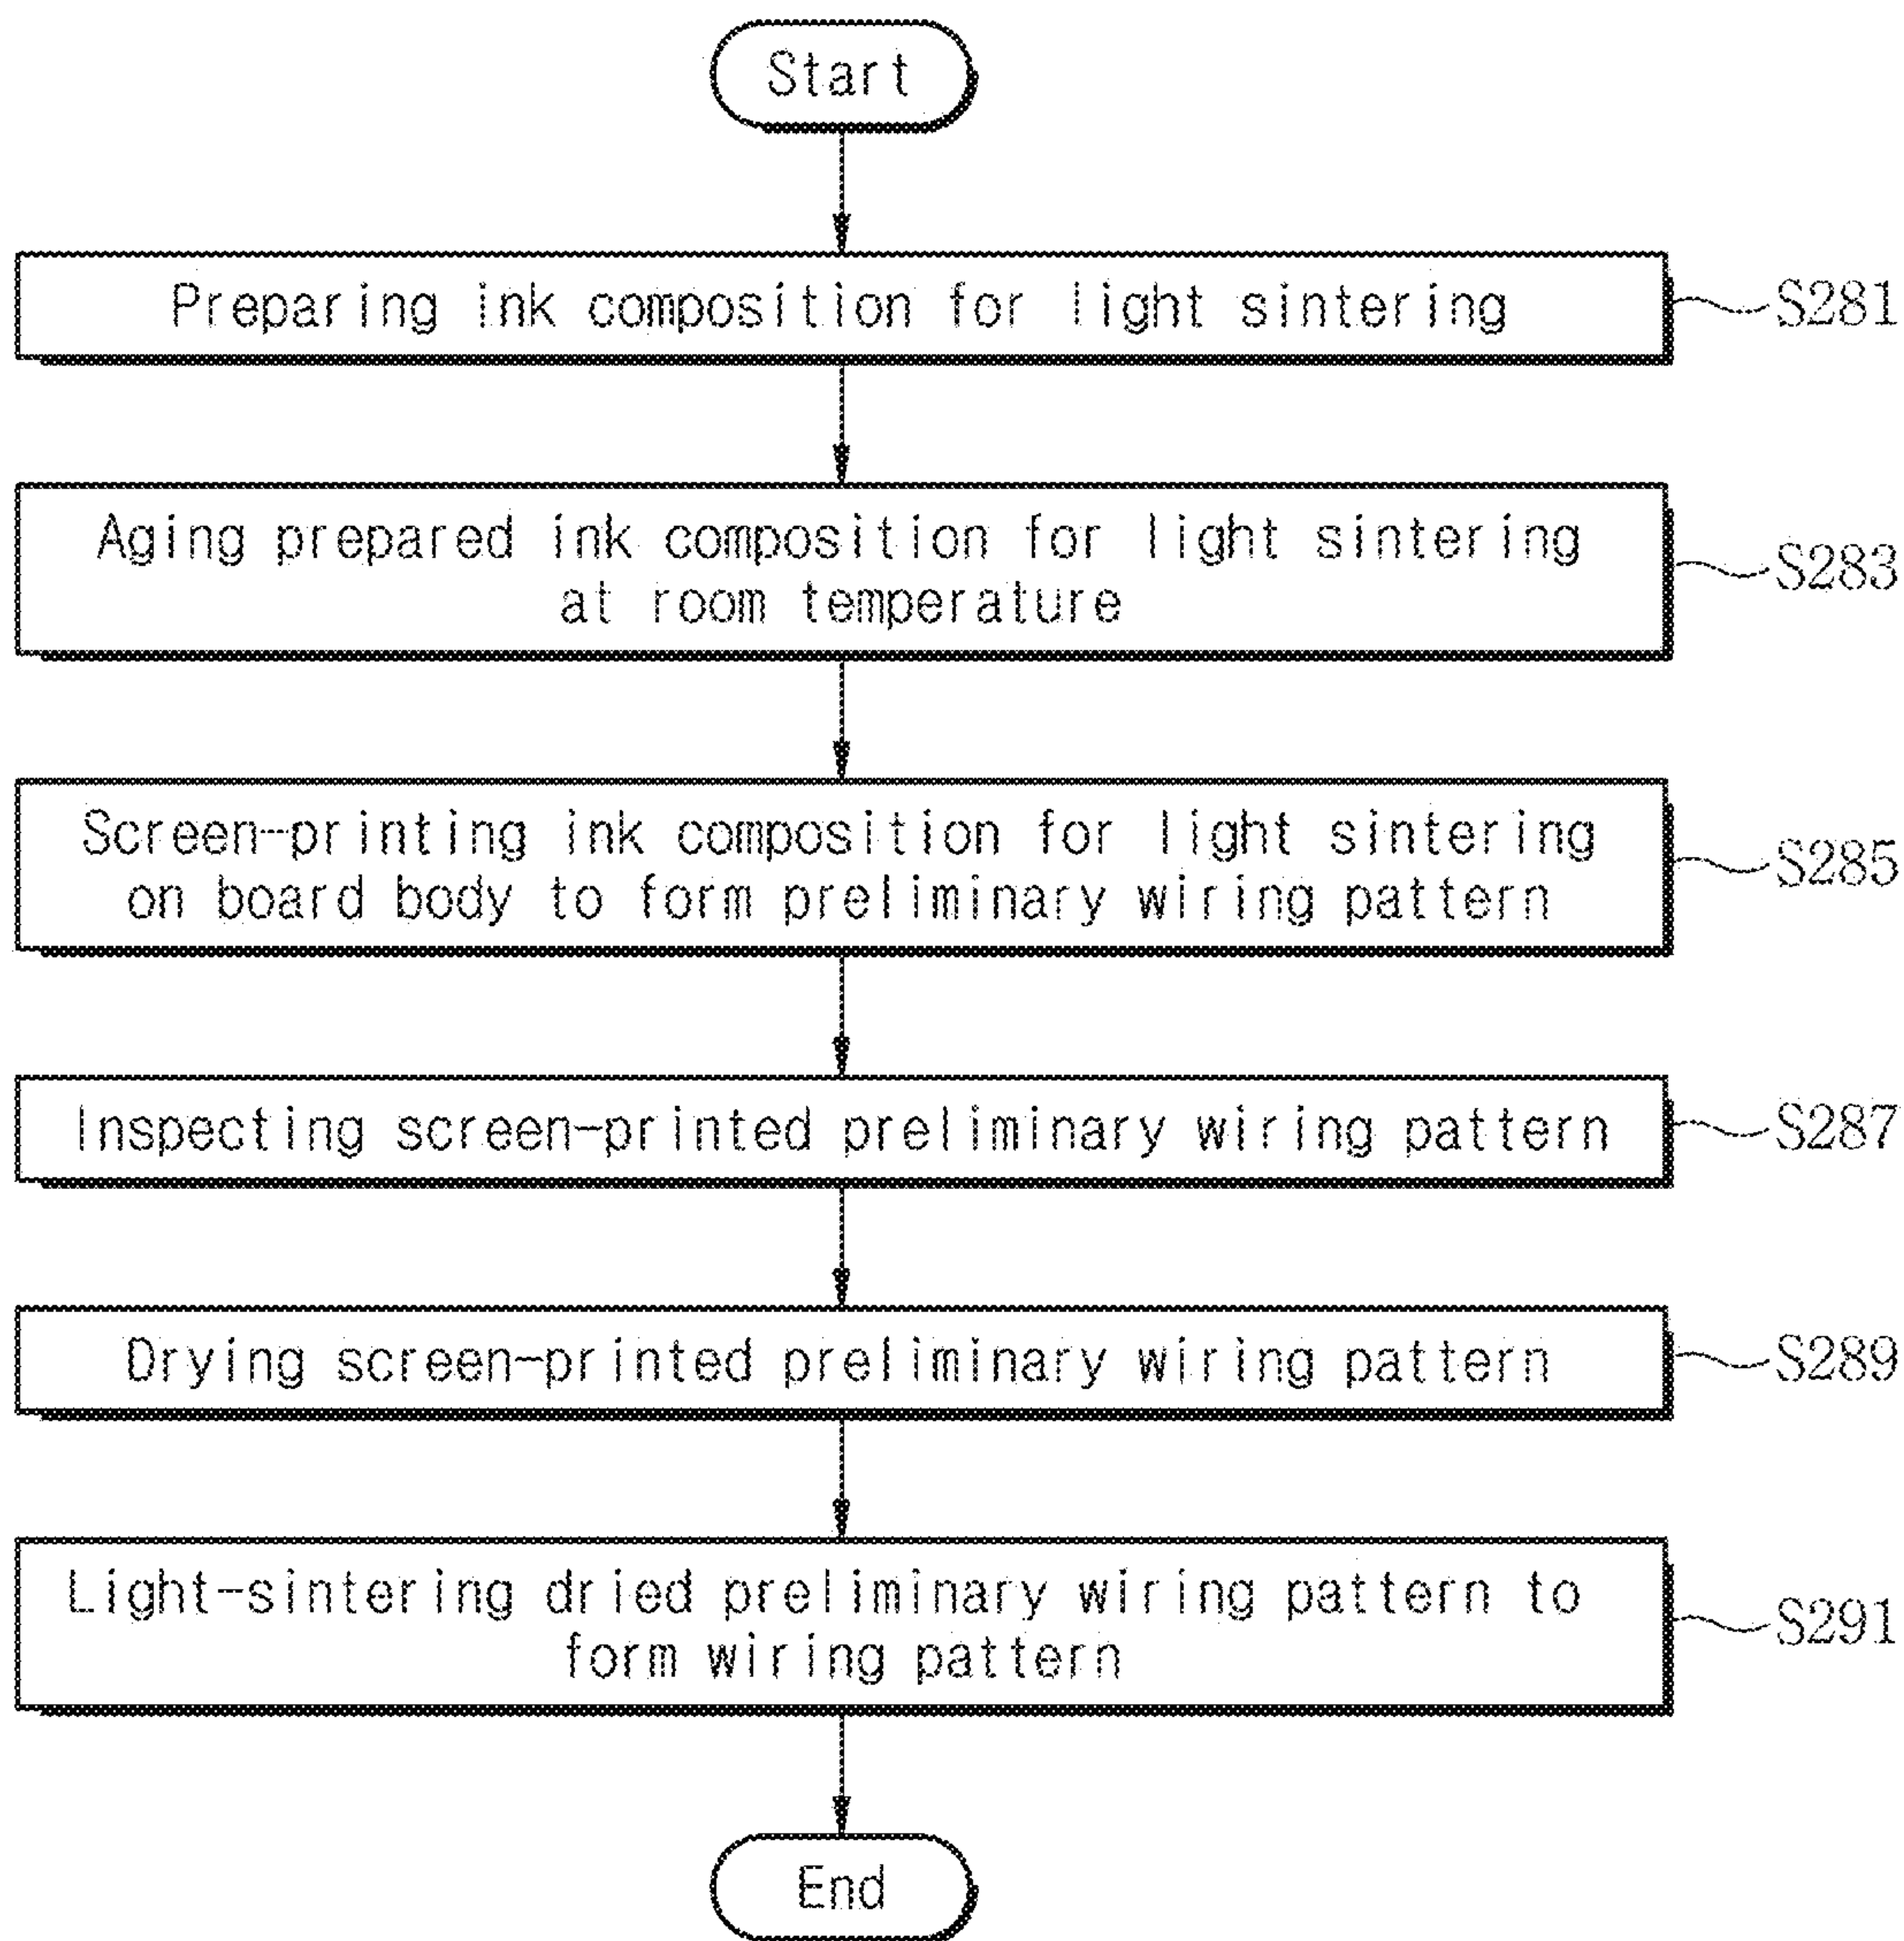 Start
Preparing ink composition for light sintering
S281
Aging prepared ink composition for light sintering
at room temperature
S283
Screen-printing ink composition for light sintering
on board body to form preliminary wiring pattern
S285
Inspecting screen-printed preliminary wiring pattern
S287
Drying screen-printed preliminary wiring pattern
S289
Light-sintering dried preliminary wiring pattern to
form wiring pattern
S291
End